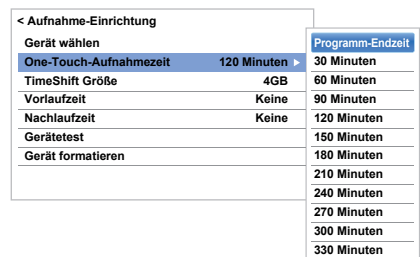 < Aufnahme-Einrichtung
Gerät wählen
One-Touch-Aufnahmezeit 120 Minuten
TimeShift Größe 4GB
Vorlaufzeit Keine
Nachlaufzeit Keine
Gerätetest
Gerät formatieren
Programm-Endzeit
30 Minuten
60 Minuten
90 Minuten
120 Minuten
150 Minuten
180 Minuten
210 Minuten
240 Minuten
270 Minuten
300 Minuten
330 Minuten